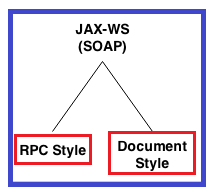 JAX-WS
(SOAP)
RPC Style
Document
Style